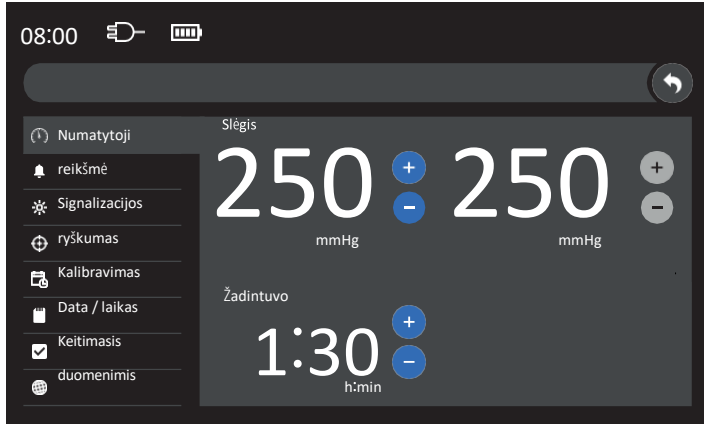 08:00
Numatytoji
reikšmė
Signalizacijos
ryškumas
Kalibravimas
Data / laikas
Keitimasis
duomenimis
Slėgis
250 + − 250 + −
mmHg mmHg
Žadintuvo
1:30 + −
h:min